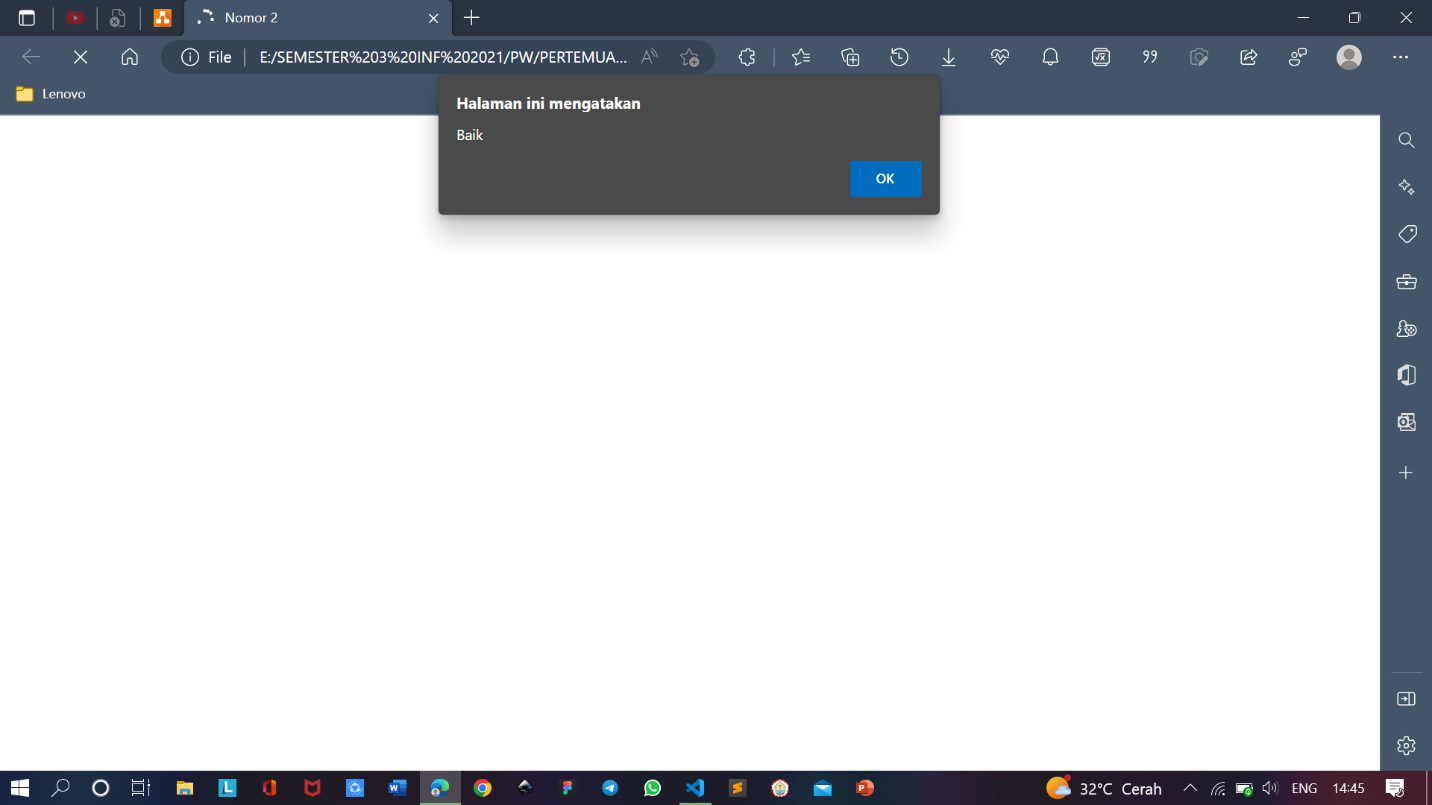 Nomor 2
File
E:/SEMESTER%203%20INF%202021/PW/PERTEMUA...
Lenovo
Halaman ini mengatakan
Baik
OK
32°C Cerah
ENG
14:45